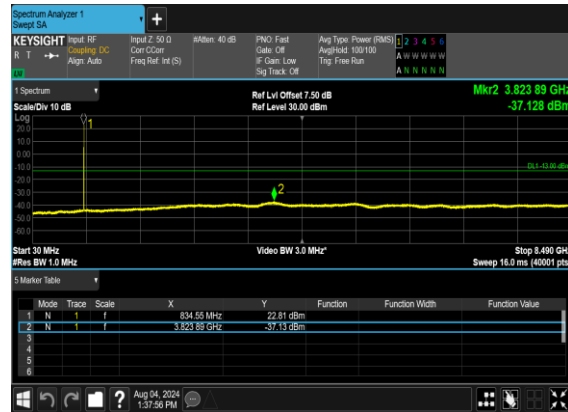 Spectrum Analyzer 1
Swept SA
+
KEYSIGHT Input: RF Input Z: 50 Ω #Atten: 40 dB PNO: Fast Avg Type: Power (RMS) 1 2 3 4 5 6
R T Coupling: DC Corr CCorr Gate: Off Avg|Hold: 100/100 A W W W W W
Align: Auto Freq Ref: Int (S) IF Gain: Low Trig: Free Run
Sig Track: Off A N N N N N
1 Spectrum Ref Lvl Offset 7.50 dB Mkr2 3.823 89 GHz
Scale/Div 10 dB Ref Level 30.00 dBm -37.128 dBm
Log
20.0
10.0
0.00
-10.0
-20.0
-30.0
-40.0
-50.0
-60.0
1
2
DL1 -13.00 dBm
Start 30 MHz Video BW 3.0 MHz* Stop 8.490 GHz
#Res BW 1.0 MHz Sweep 16.0 ms (40001 pts)
5 Marker Table
Mode Trace Scale X Y Function Function Width Function Value
1 N 1 f 834.55 MHz 22.81 dBm
2 N 1 f 3.823 89 GHz -37.13 dBm
3
4
5
6
? Aug 04, 2024
1:37:56 PM